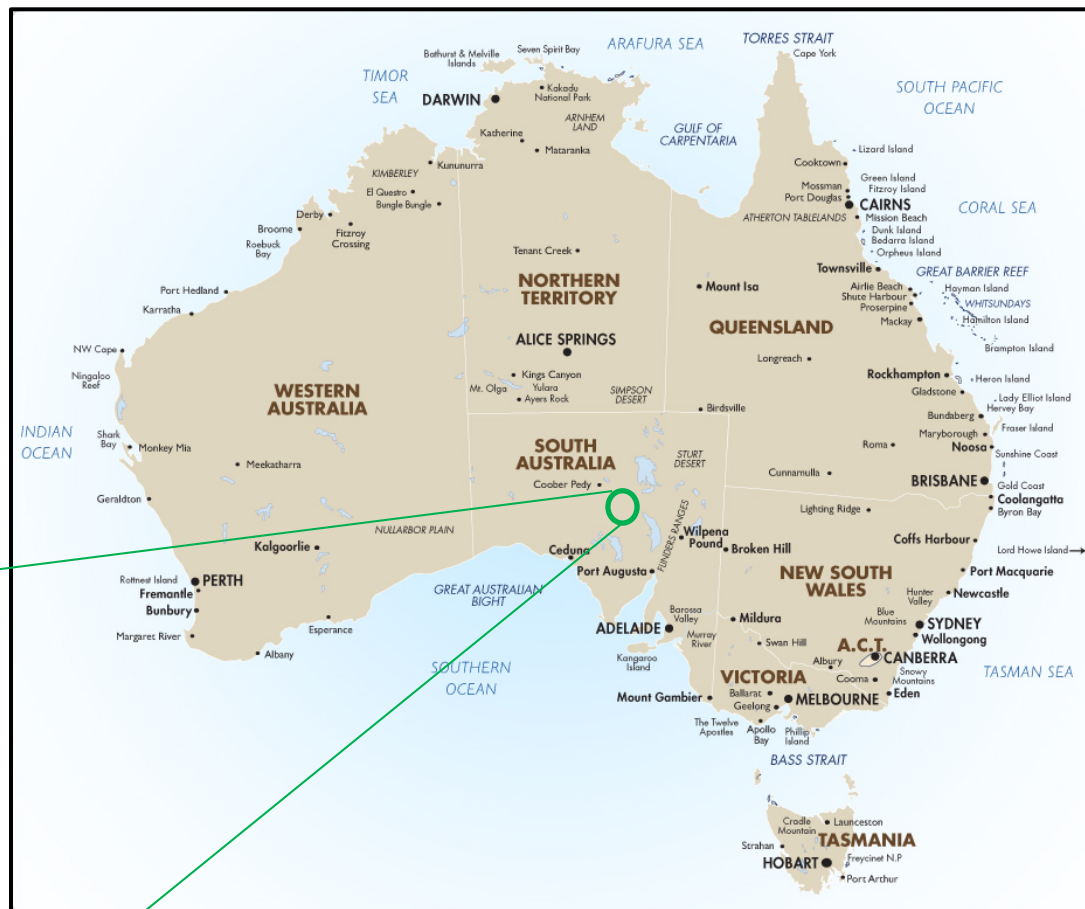 TORRES STRAIT
Cape York
ARAFURA SEA
Seven Spirit Bay
Bathurst & Melville
Islands
TIMOR
SEA
DARWIN
Kakadu
National Park
ARNHEM
LAND
SOUTH PACIFIC
OCEAN
GULF OF
CARPENTARIA
Katherine
Mataranka
Lizard Island
Cooktown
KIMBERLEY
Kununurra
Green Island
Fitzroy Island
Mossman
Port Douglas
CAIRNS
El Questro
Bungle Bungle
ATHERTON TABLELANDS
Mission Beach
Dunk Island
Bedarra Island
Orpheus Island
CORAL SEA
Derby
Broome
Roebuck
Bay
Fitzroy
Crossing
Tenant Creek
Townsville
GREAT BARRIER REEF
NORTHERN
TERRITORY
Mount Isa
Airlie Beach
Shute Harbour
Proserpine
Mackay
Hayman Island
WHITSUNDAYS
Hamilton Island
Brampton Island
Port Hedland
Karratha
QUEENSLAND
ALICE SPRINGS
Longreach
NW Cape
Ningaloo
Reef
Kings Canyon
Mt. Olga
Yulara
Ayers Rock
SIMPSON
DESERT
Rockhampton
Gladstone
Heron Island
WESTERN
AUSTRALIA
Birdsville
Lady Elliot Island
Hervey Bay
Bundaberg
Fraser Island
Maryborough
INDIAN
OCEAN
Shark
Bay
Monkey Mia
Meekatharra
SOUTH
AUSTRALIA
STURT
DESERT
Roma
Noosa
Sunshine Coast
Coober Pedy
Cunnamulla
BRISBANE
Gold Coast
Coolangatta
Byron Bay
Geraldton
Lighting Ridge
NULLARBOR PLAIN
FLINDERS RANGES
Wilpena
Pound
Kalgoorlie
Ceduna
Broken Hill
Coffs Harbour
Lord Howe Island
Port Augusta
Port Macquarie
Rottnest Island
PERTH
Fremantle
Bunbury
GREAT AUSTRALIAN
BIGHT
NEW SOUTH
WALES
Hunter
Valley
Newcastle
Barossa
Valley
Mildura
Blue
Mountains
SYDNEY
Wollongong
Margaret River
Esperance
Albany
ADELAIDE
Murray
River
Swan Hill
A.C.T.
CANBERRA
Kangaroo
Island
SOUTHERN
OCEAN
Albury
Cooma
Snowy
Mountains
TASMAN SEA
VICTORIA
Mount Gambier
Ballarat
Geelong
MELBOURNE
Eden
The Twelve
Apostles
Apollo
Bay
Phillip
Island
BASS STRAIT
Cradle
Mountain
Launceston
TASMANIA
Strahan
HOBART
Freycinet N.P
Port Arthur